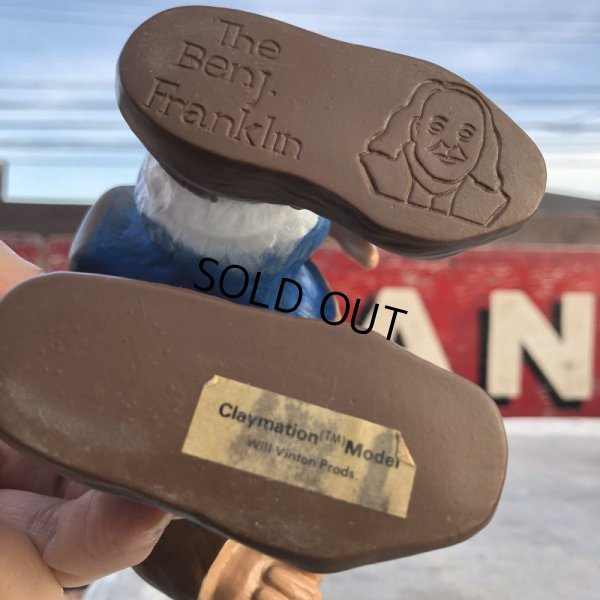 The
Benj.
Franklin
SOLD OUT
AN
Claymation(TM) Model
Will Vinton Prods.